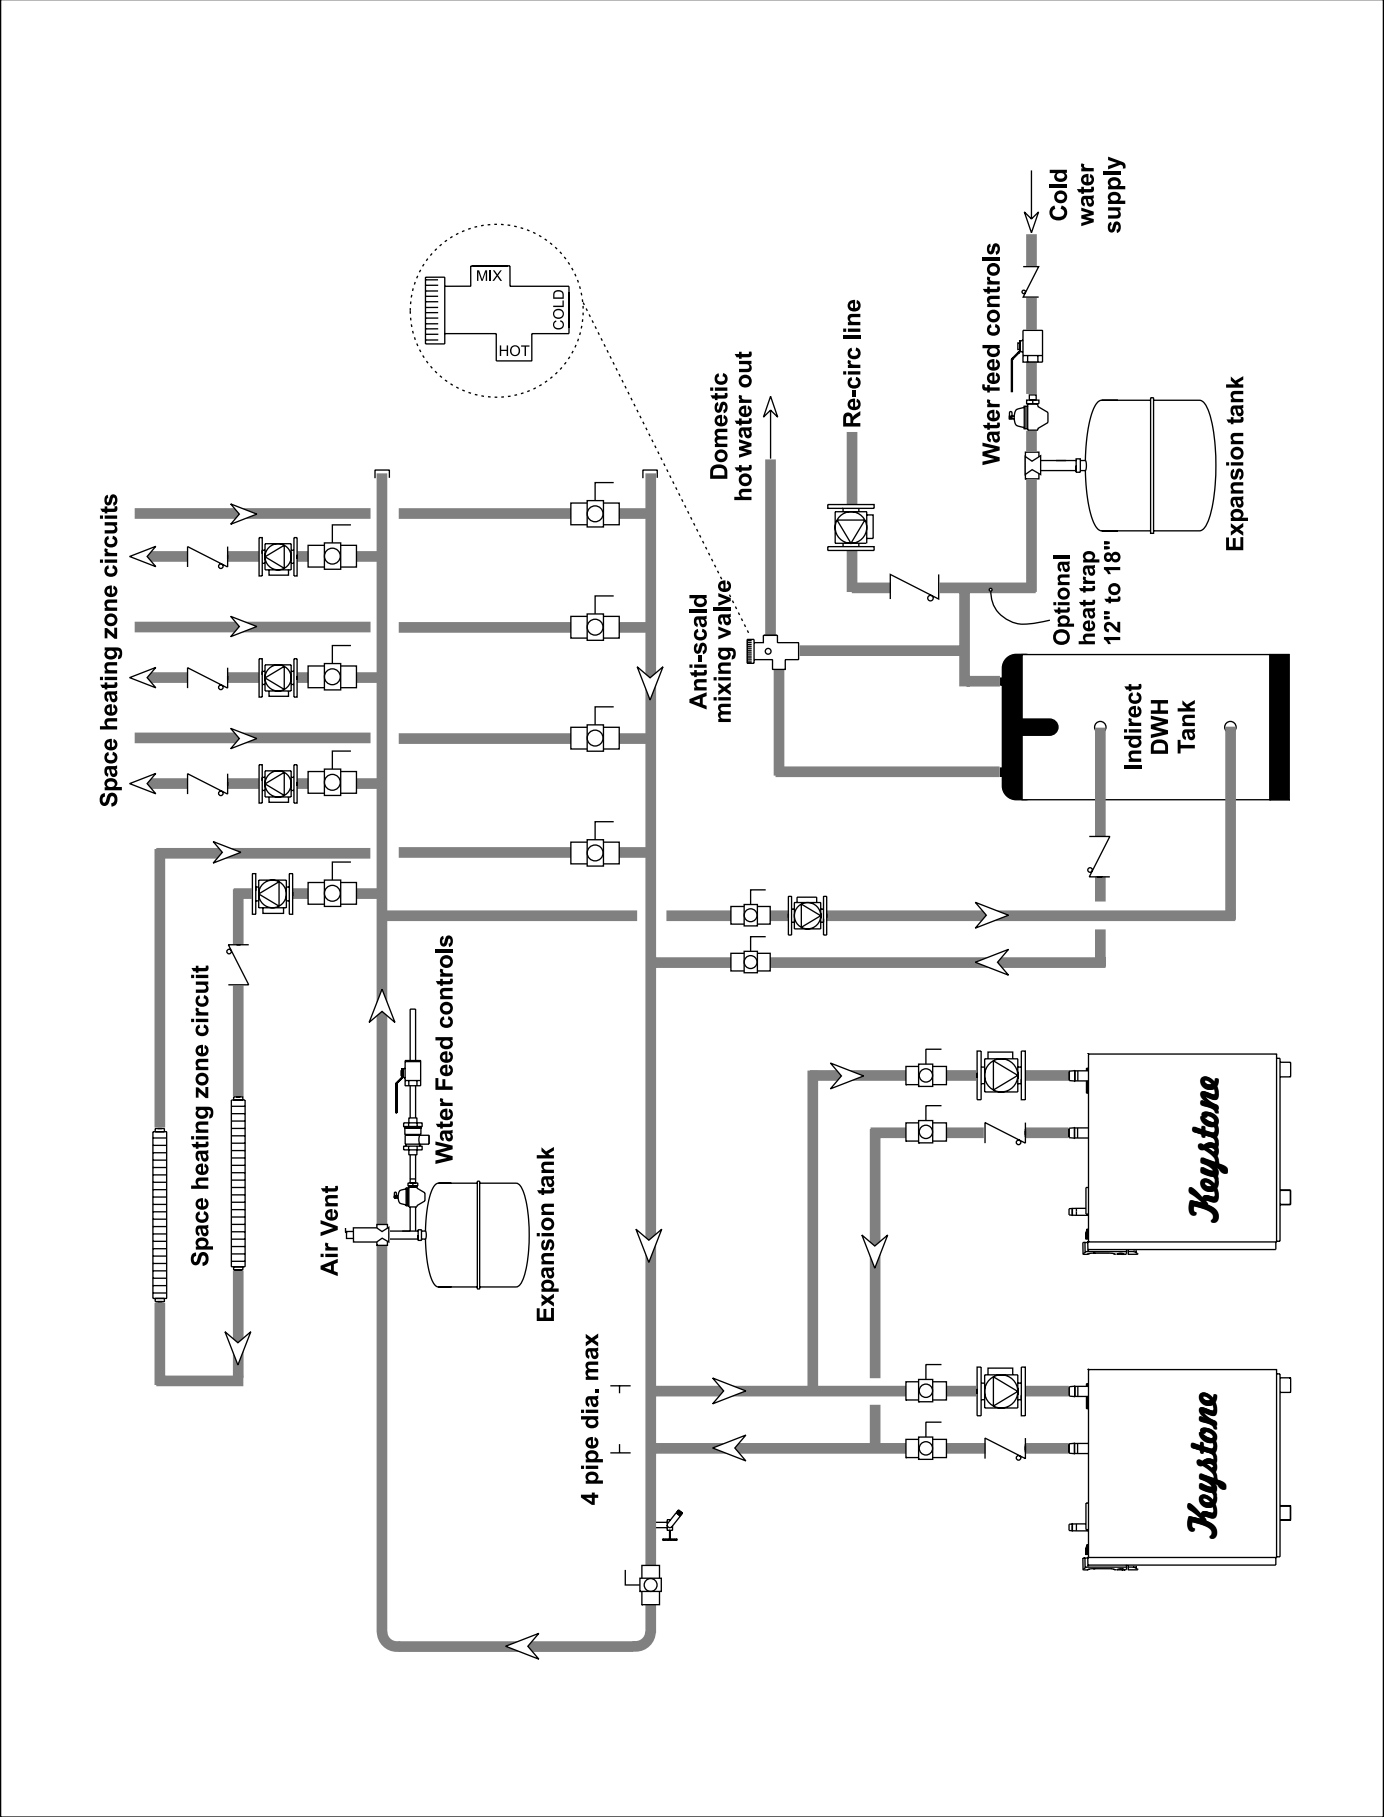 Space heating zone circuits
Space heating zone circuit
Air Vent
Water Feed controls
Expansion tank
4 pipe dia. max
MIX
HOT
COLD
Anti-scald
mixing valve
Domestic
hot water out
Re-circ line
Water feed controls
Cold
water
supply
Expansion tank
Optional
heat trap
12" to 18"
Indirect
DWH
Tank
Keystone
Keystone